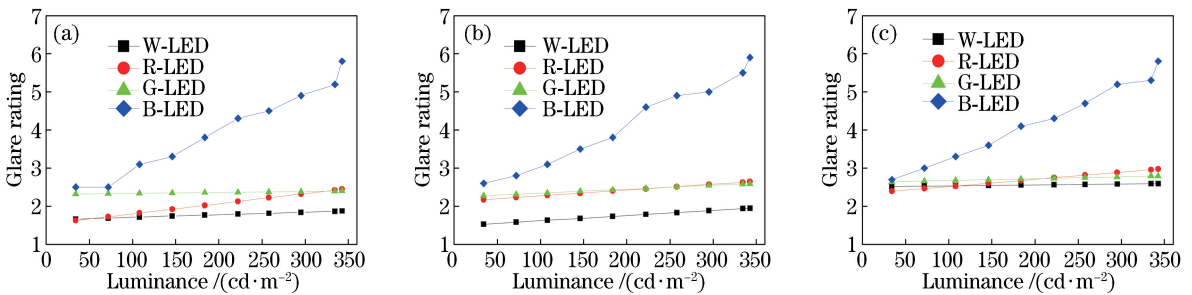 (a)
W-LED
R-LED
G-LED
B-LED
Glare rating
7
6
5
4
3
2
1
0 50 100 150 200 250 300 350
Luminance /(cd·m⁻²)
(b)
W-LED
R-LED
G-LED
B-LED
Glare rating
7
6
5
4
3
2
1
0 50 100 150 200 250 300 350
Luminance /(cd·m⁻²)
(c)
W-LED
R-LED
G-LED
B-LED
Glare rating
7
6
5
4
3
2
1
0 50 100 150 200 250 300 350
Luminance /(cd·m⁻²)